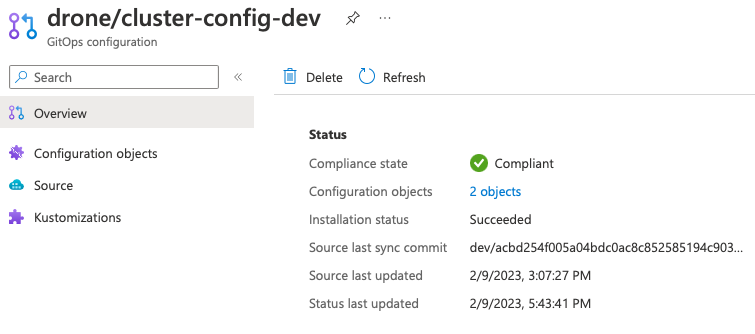 drone/cluster-config-dev
GitOps configuration
Search
Overview
Configuration objects
Source
Kustomizations
Delete Refresh
Status
Compliance state Compliant
Configuration objects 2 objects
Installation status Succeeded
Source last sync commit dev/acbd254f005a04bdc0ac8c852585194c903...
Source last updated 2/9/2023, 3:07:27 PM
Status last updated 2/9/2023, 5:43:41 PM